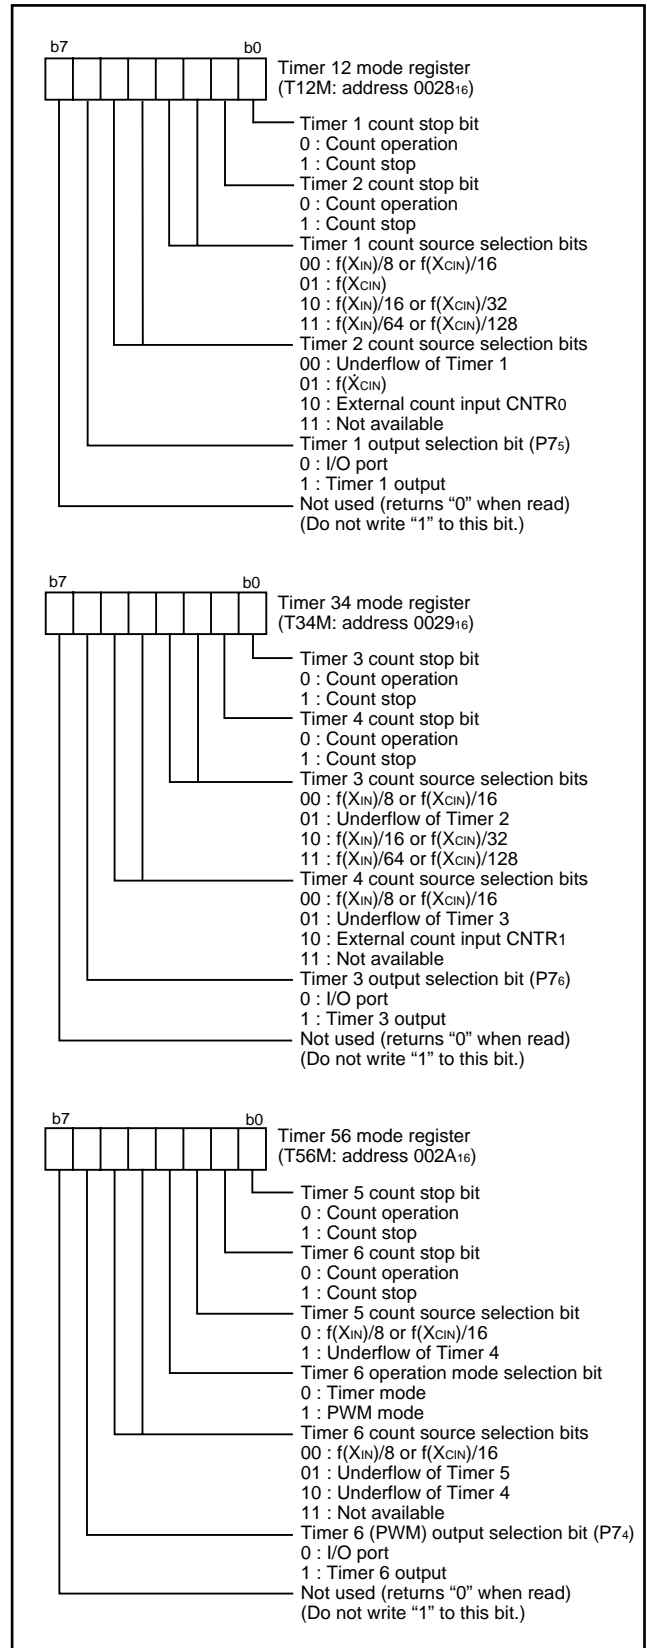 b7 b0
Timer 12 mode register
(T12M: address 002816)
Timer 1 count stop bit
0 : Count operation
1 : Count stop
Timer 2 count stop bit
0 : Count operation
1 : Count stop
Timer 1 count source selection bits
00 : f(XIN)/8 or f(XCIN)/16
01 : f(XCIN)
10 : f(XIN)/16 or f(XCIN)/32
11 : f(XIN)/64 or f(XCIN)/128
Timer 2 count source selection bits
00 : Underflow of Timer 1
01 : f(ẊCIN)
10 : External count input CNTR0
11 : Not available
Timer 1 output selection bit (P75)
0 : I/O port
1 : Timer 1 output
Not used (returns “0” when read)
(Do not write “1” to this bit.)
b7 b0
Timer 34 mode register
(T34M: address 002916)
Timer 3 count stop bit
0 : Count operation
1 : Count stop
Timer 4 count stop bit
0 : Count operation
1 : Count stop
Timer 3 count source selection bits
00 : f(XIN)/8 or f(XCIN)/16
01 : Underflow of Timer 2
10 : f(XIN)/16 or f(XCIN)/32
11 : f(XIN)/64 or f(XCIN)/128
Timer 4 count source selection bits
00 : f(XIN)/8 or f(XCIN)/16
01 : Underflow of Timer 3
10 : External count input CNTR1
11 : Not available
Timer 3 output selection bit (P76)
0 : I/O port
1 : Timer 3 output
Not used (returns “0” when read)
(Do not write “1” to this bit.)
b7 b0
Timer 56 mode register
(T56M: address 002A16)
Timer 5 count stop bit
0 : Count operation
1 : Count stop
Timer 6 count stop bit
0 : Count operation
1 : Count stop
Timer 5 count source selection bit
0 : f(XIN)/8 or f(XCIN)/16
1 : Underflow of Timer 4
Timer 6 operation mode selection bit
0 : Timer mode
1 : PWM mode
Timer 6 count source selection bits
00 : f(XIN)/8 or f(XCIN)/16
01 : Underflow of Timer 5
10 : Underflow of Timer 4
11 : Not available
Timer 6 (PWM) output selection bit (P74)
0 : I/O port
1 : Timer 6 output
Not used (returns “0” when read)
(Do not write “1” to this bit.)